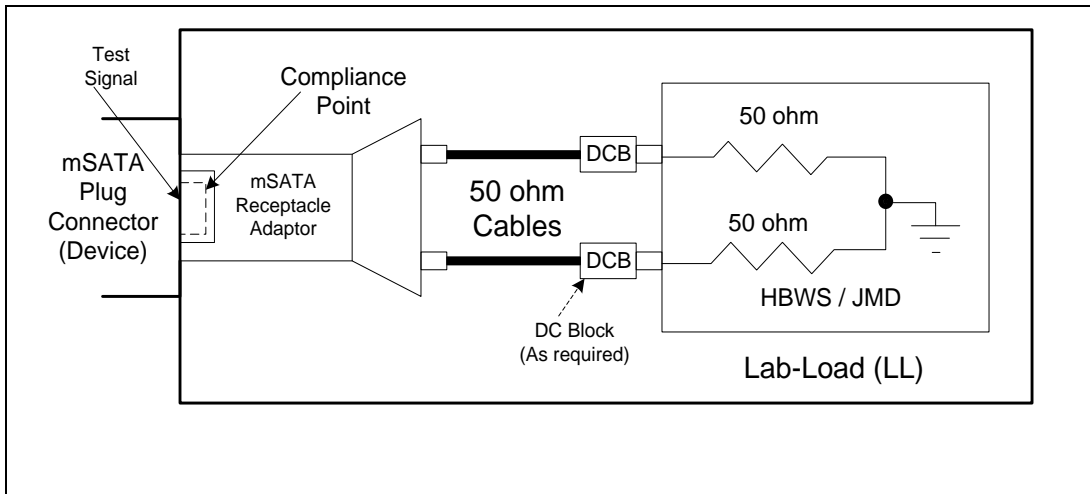 Test
Signal
Compliance
Point
mSATA
Plug
Connector
(Device)
mSATA
Receptacle
Adaptor
50 ohm
Cables
DCB
DCB
DC Block
(As required)
50 ohm
50 ohm
HBWS / JMD
Lab-Load (LL)